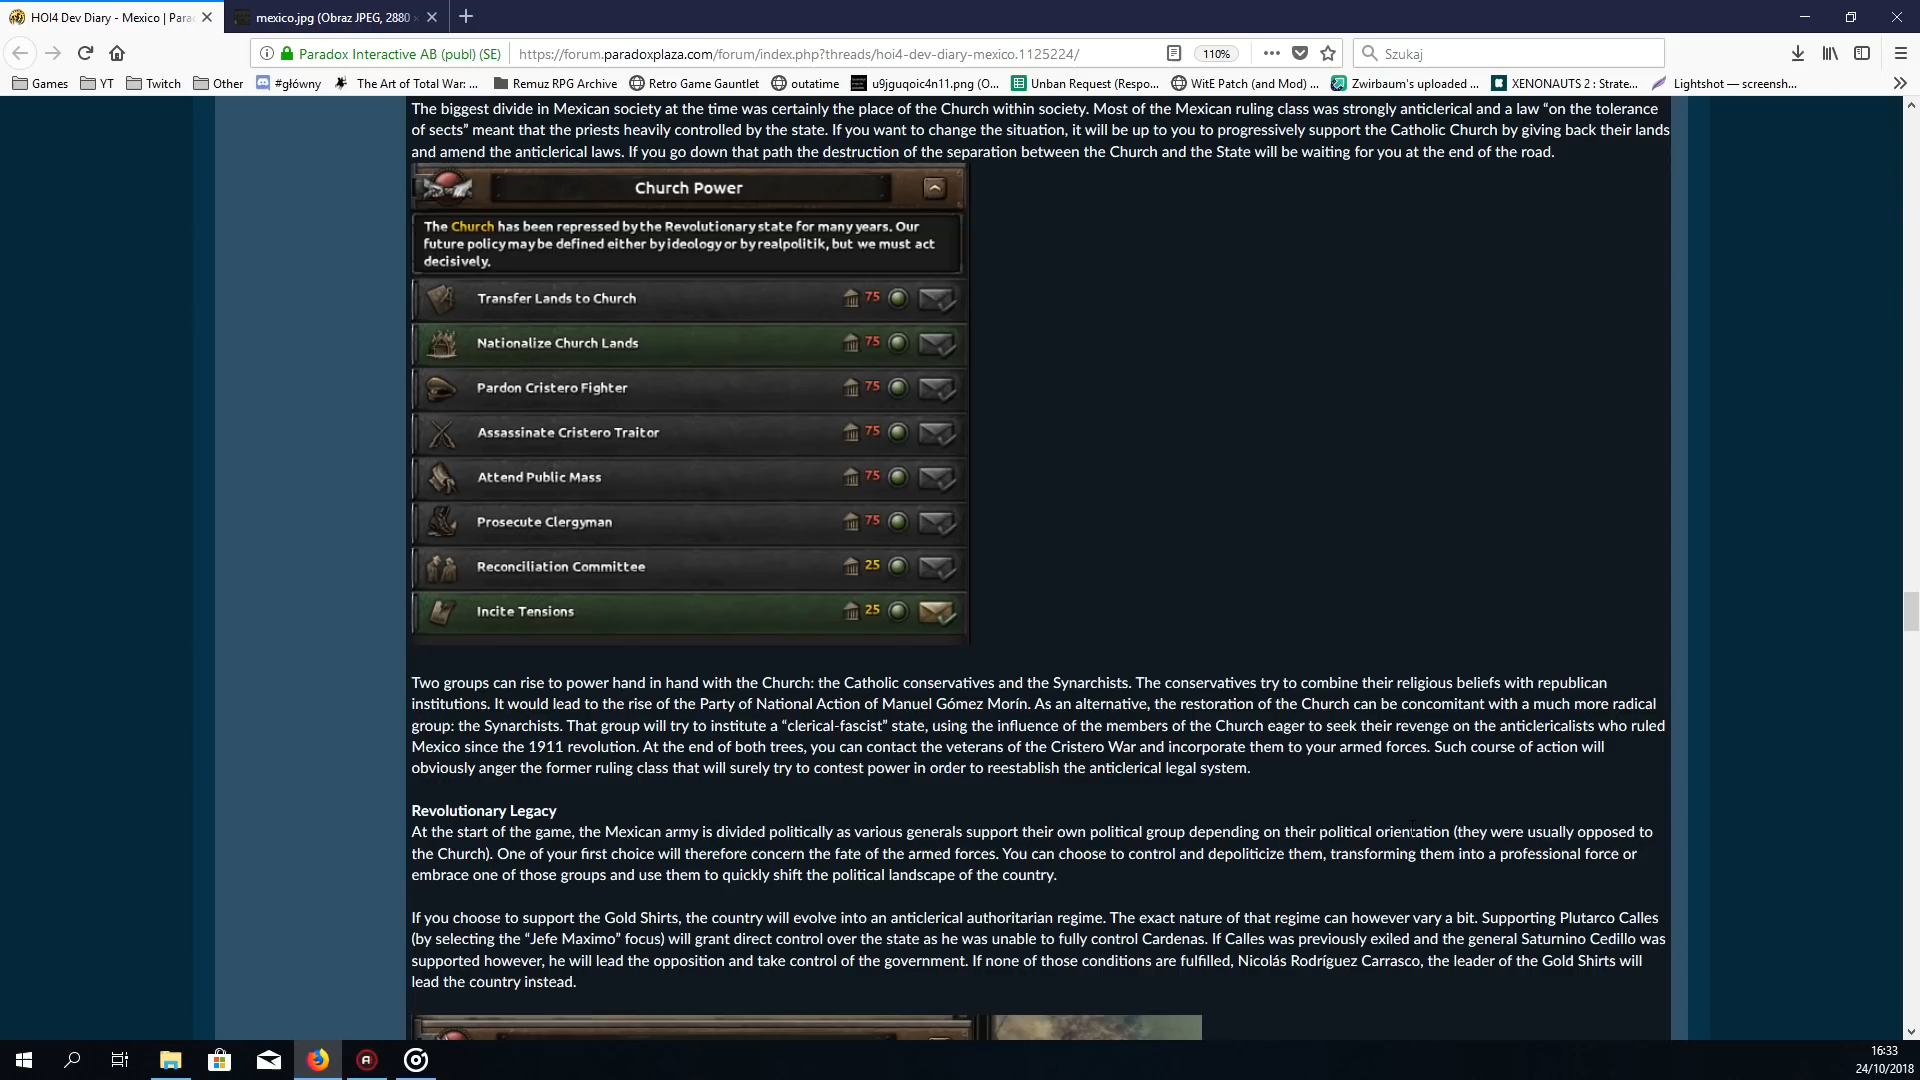 HOI4 Dev Diary - Mexico | Para
mexico.jpg (Obraz JPEG, 2880
Paradox Interactive AB (publ) (SE)
https://forum.paradoxplaza.com/forum/index.php?threads/hoi4-dev-diary-mexico.1125224/
110%
Szukaj
Games
YT
Twitch
Other
#główny
The Art of Total War: ...
Remuz RPG Archive
Retro Game Gauntlet
outatime
u9jguqoic4n11.png (O...
Unban Request (Respo...
WitE Patch (and Mod) ...
Zwirbaum's uploaded ...
XENONAUTS 2 : Strate...
Lightshot — screensh...
The biggest divide in Mexican society at the time was certainly the place of the Church within society. Most of the Mexican ruling class was strongly anticlerical and a law “on the tolerance
of sects” meant that the priests heavily controlled by the state. If you want to change the situation, it will be up to you to progressively support the Catholic Church by giving back their lands
and amend the anticlerical laws. If you go down that path the destruction of the separation between the Church and the State will be waiting for you at the end of the road.
Church Power
The Church has been repressed by the Revolutionary state for many years. Our
future policy may be defined either by ideology or by realpolitik, but we must act
decisively.
Transfer Lands to Church 75
Nationalize Church Lands 75
Pardon Cristero Fighter 75
Assassinate Cristero Traitor 75
Attend Public Mass 75
Prosecute Clergyman 75
Reconciliation Committee 25
Incite Tensions 25
Two groups can rise to power hand in hand with the Church: the Catholic conservatives and the Synarchists. The conservatives try to combine their religious beliefs with republican
institutions. It would lead to the rise of the Party of National Action of Manuel Gómez Morín. As an alternative, the restoration of the Church can be concomitant with a much more radical
group: the Synarchists. That group will try to institute a “clerical-fascist” state, using the influence of the members of the Church eager to seek their revenge on the anticlericalists who ruled
Mexico since the 1911 revolution. At the end of both trees, you can contact the veterans of the Cristero War and incorporate them to your armed forces. Such course of action will
obviously anger the former ruling class that will surely try to contest power in order to reestablish the anticlerical legal system.
Revolutionary Legacy
At the start of the game, the Mexican army is divided politically as various generals support their own political group depending on their political orientation (they were usually opposed to
the Church). One of your first choice will therefore concern the fate of the armed forces. You can choose to control and depoliticize them, transforming them into a professional force or
embrace one of those groups and use them to quickly shift the political landscape of the country.
If you choose to support the Gold Shirts, the country will evolve into an anticlerical authoritarian regime. The exact nature of that regime can however vary a bit. Supporting Plutarco Calles
(by selecting the “Jefe Maximo” focus) will grant direct control over the state as he was unable to fully control Cardenas. If Calles was previously exiled and the general Saturnino Cedillo was
supported however, he will lead the opposition and take control of the government. If none of those conditions are fulfilled, Nicolás Rodríguez Carrasco, the leader of the Gold Shirts will
lead the country instead.
16:33
24/10/2018